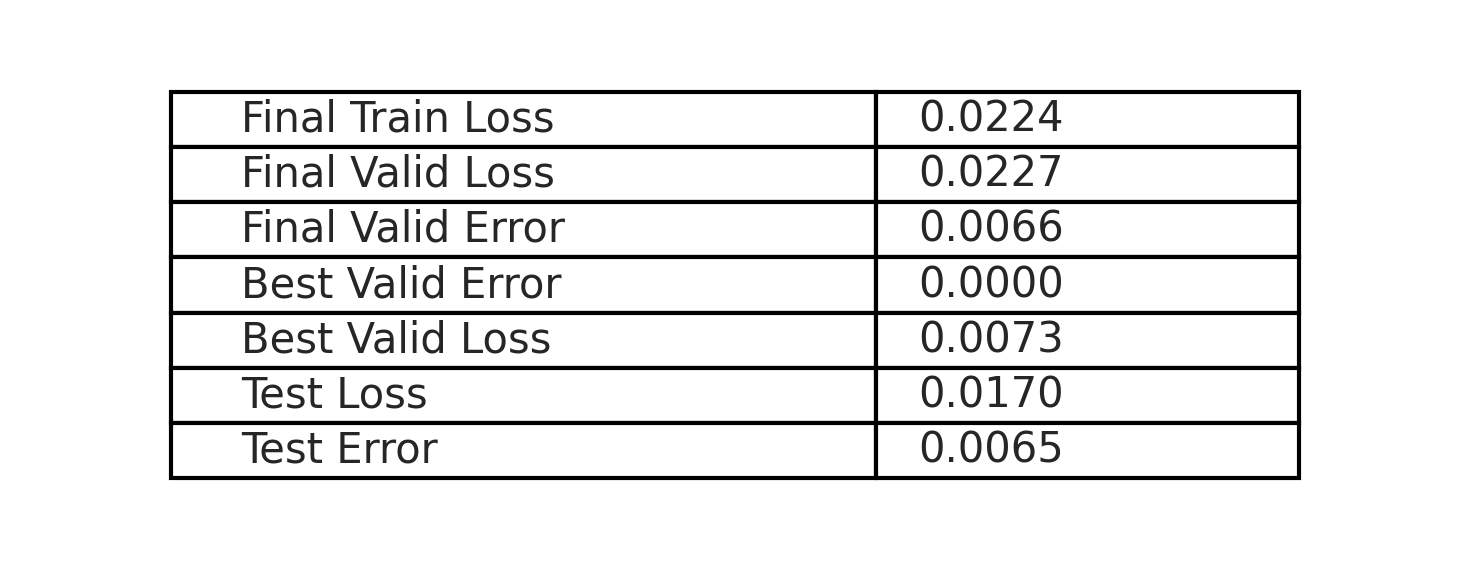 Final Train Loss 0.0224
Final Valid Loss 0.0227
Final Valid Error 0.0066
Best Valid Error 0.0000
Best Valid Loss 0.0073
Test Loss 0.0170
Test Error 0.0065